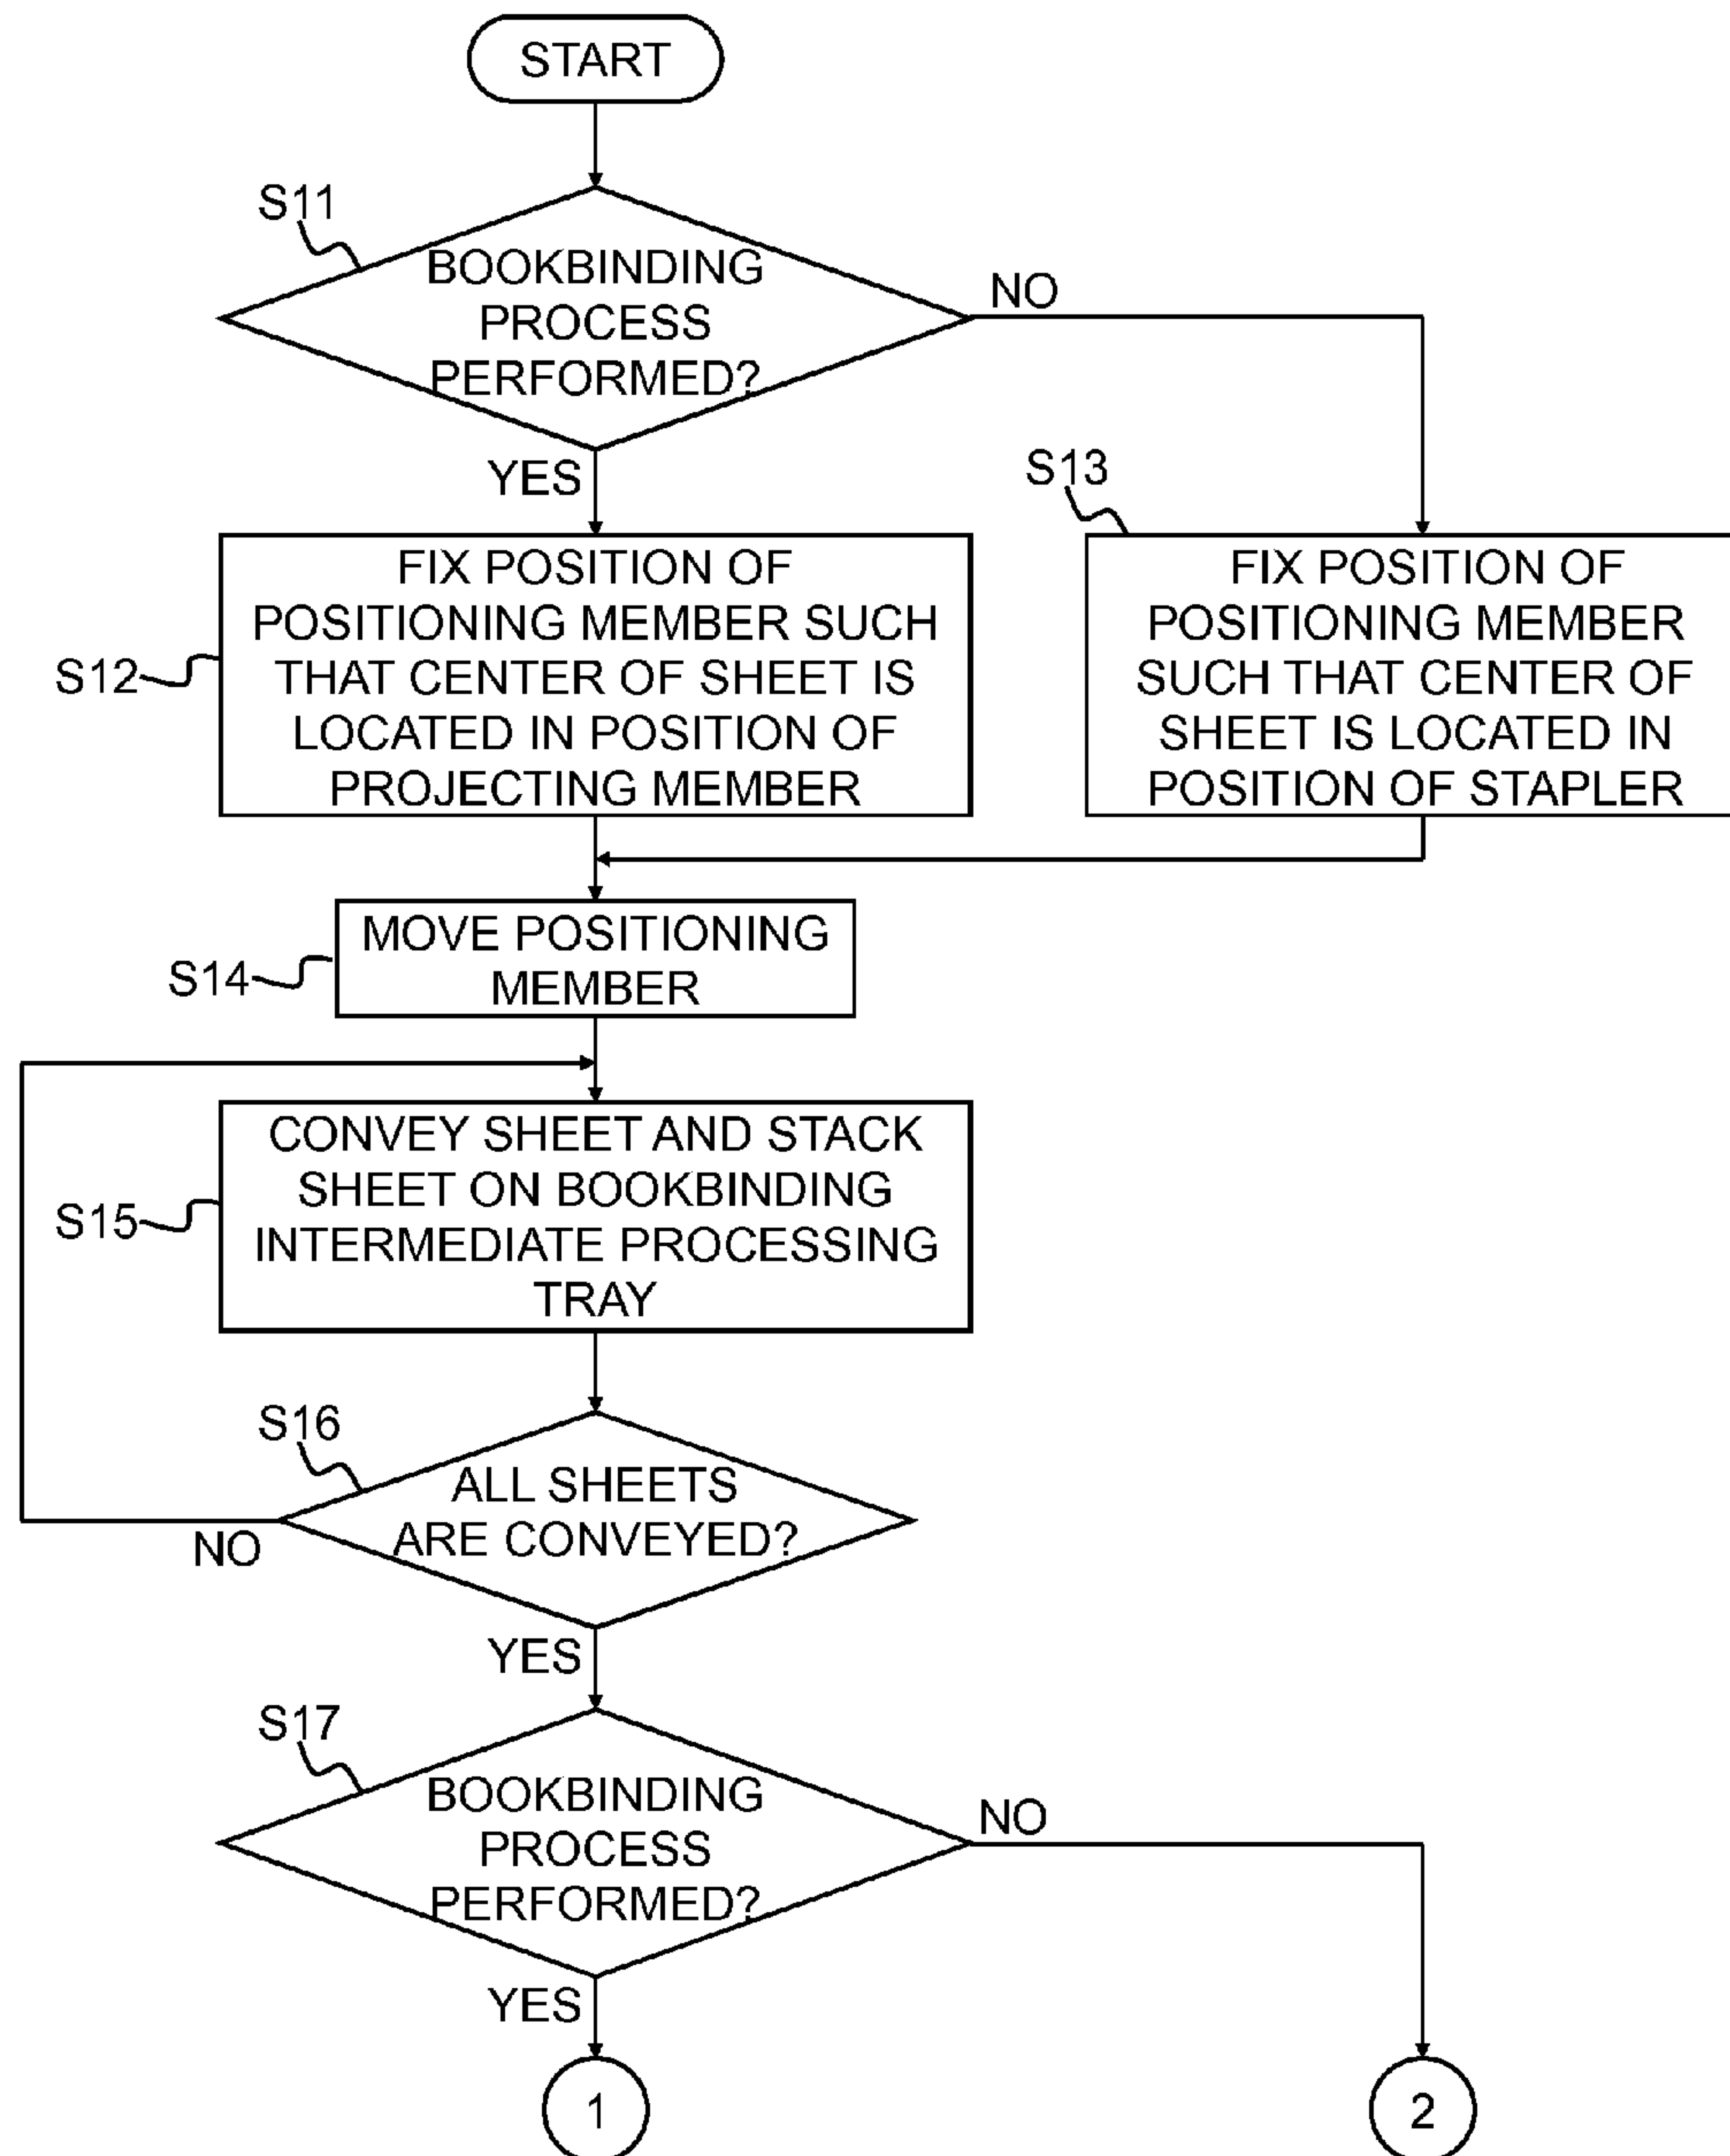 START
S11
BOOKBINDING
PROCESS
PERFORMED?
NO
YES
S12
FIX POSITION OF
POSITIONING MEMBER SUCH
THAT CENTER OF SHEET IS
LOCATED IN POSITION OF
PROJECTING MEMBER
S13
FIX POSITION OF
POSITIONING MEMBER
SUCH THAT CENTER OF
SHEET IS LOCATED IN
POSITION OF STAPLER
S14
MOVE POSITIONING
MEMBER
S15
CONVEY SHEET AND STACK
SHEET ON BOOKBINDING
INTERMEDIATE PROCESSING
TRAY
S16
ALL SHEETS
ARE CONVEYED?
NO
YES
S17
BOOKBINDING
PROCESS
PERFORMED?
NO
YES
1
2